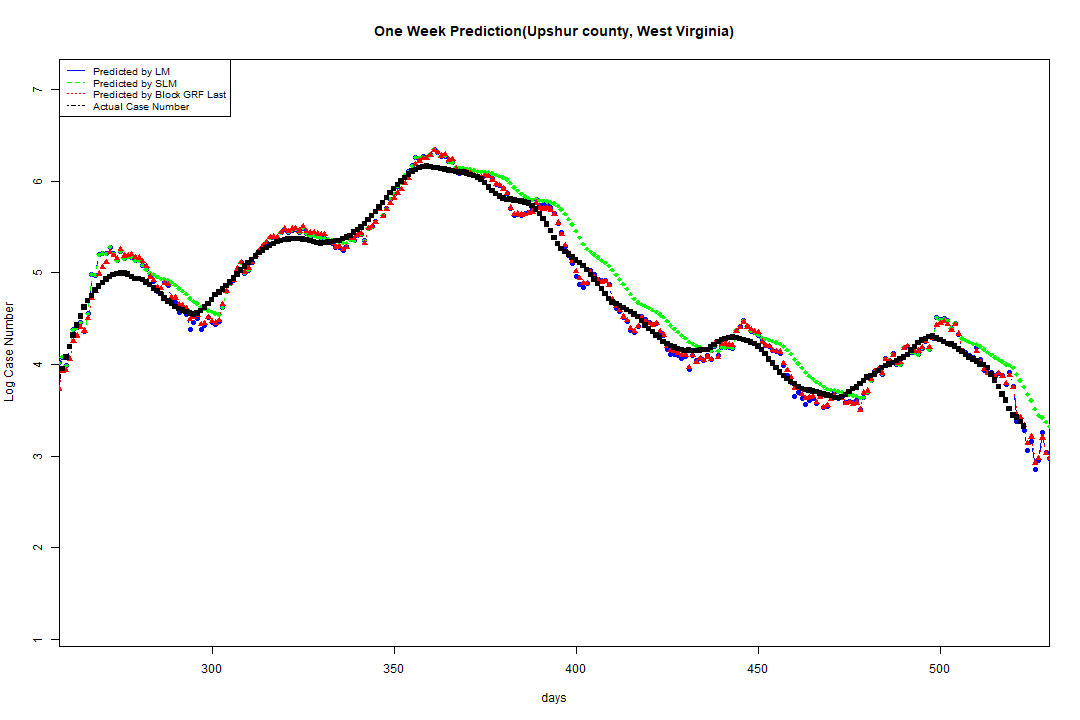 One Week Prediction(Upshur county, West Virginia)
Predicted by LM
Predicted by SLM
Predicted by Block GRF Last
Actual Case Number
7
6
5
4
3
2
1
Log Case Number
300 350 400 450 500
days